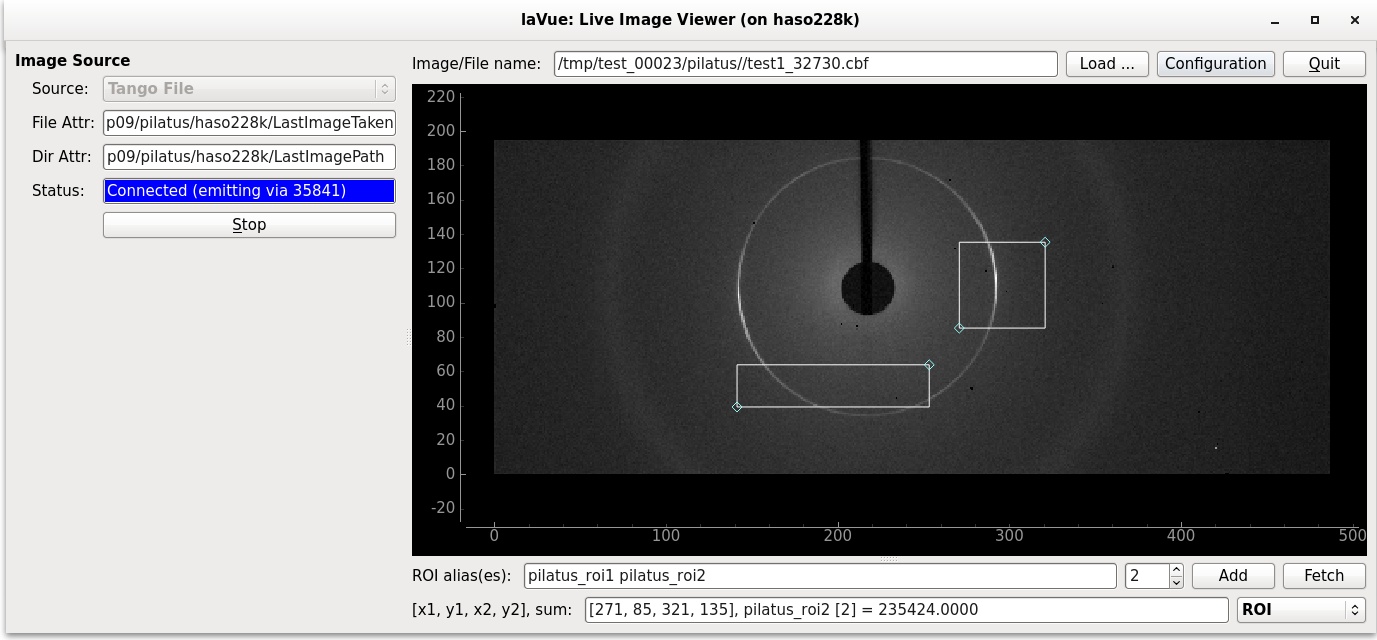 laVue: Live Image Viewer (on haso228k)
Image Source
Source: Tango File
File Attr: p09/pilatus/haso228k/LastImageTaken
Dir Attr: p09/pilatus/haso228k/LastImagePath
Status: Connected (emitting via 35841)
Stop
Image/File name: /tmp/test_00023/pilatus//test1_32730.cbf Load ... Configuration Quit
220
200
180
160
140
120
100
80
60
40
20
0
-20
0 100 200 300 400 500
ROI alias(es): pilatus_roi1 pilatus_roi2 2 Add Fetch
[x1, y1, x2, y2], sum: [271, 85, 321, 135], pilatus_roi2 [2] = 235424.0000 ROI